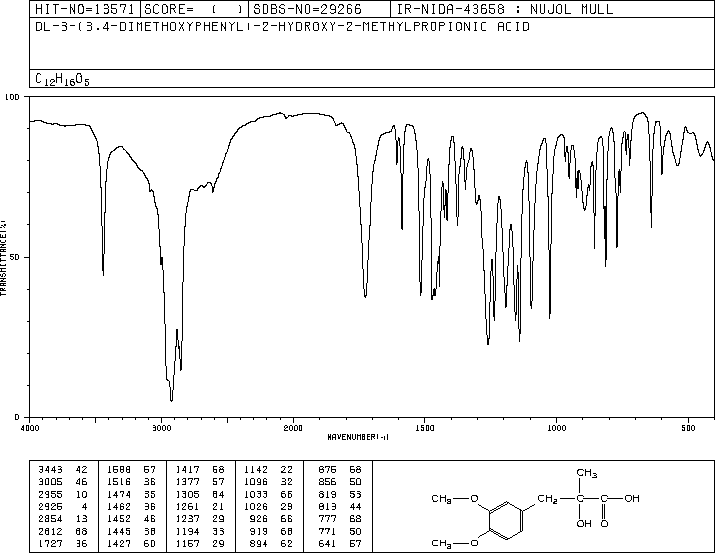 HIT-NO=13571 SCORE= ( ) SDBS-NO=29266 IR-NIDA-43658 : NUJOL MULL
DL-3-(3,4-DIMETHOXYPHENYL)-2-HYDROXY-2-METHYLPROPIONIC ACID
C12H16O5
100
50
0
TRANSMITTANCE(%)
4000 3000 2000 1500 1000 500
WAVENUMBER(-1)
3443 42 1588 57 1417 58 1142 22 876 68
3005 46 1516 36 1377 57 1096 32 856 50
2955 10 1474 35 1305 64 1033 66 819 53
2925 4 1462 36 1261 21 1026 29 813 44
2854 13 1452 46 1237 29 926 66 777 68
2612 68 1445 38 1194 33 919 68 771 50
1727 36 1427 60 1157 29 894 62 641 57
CH3
CH3 O CH2 C C OH
CH3 O OH O